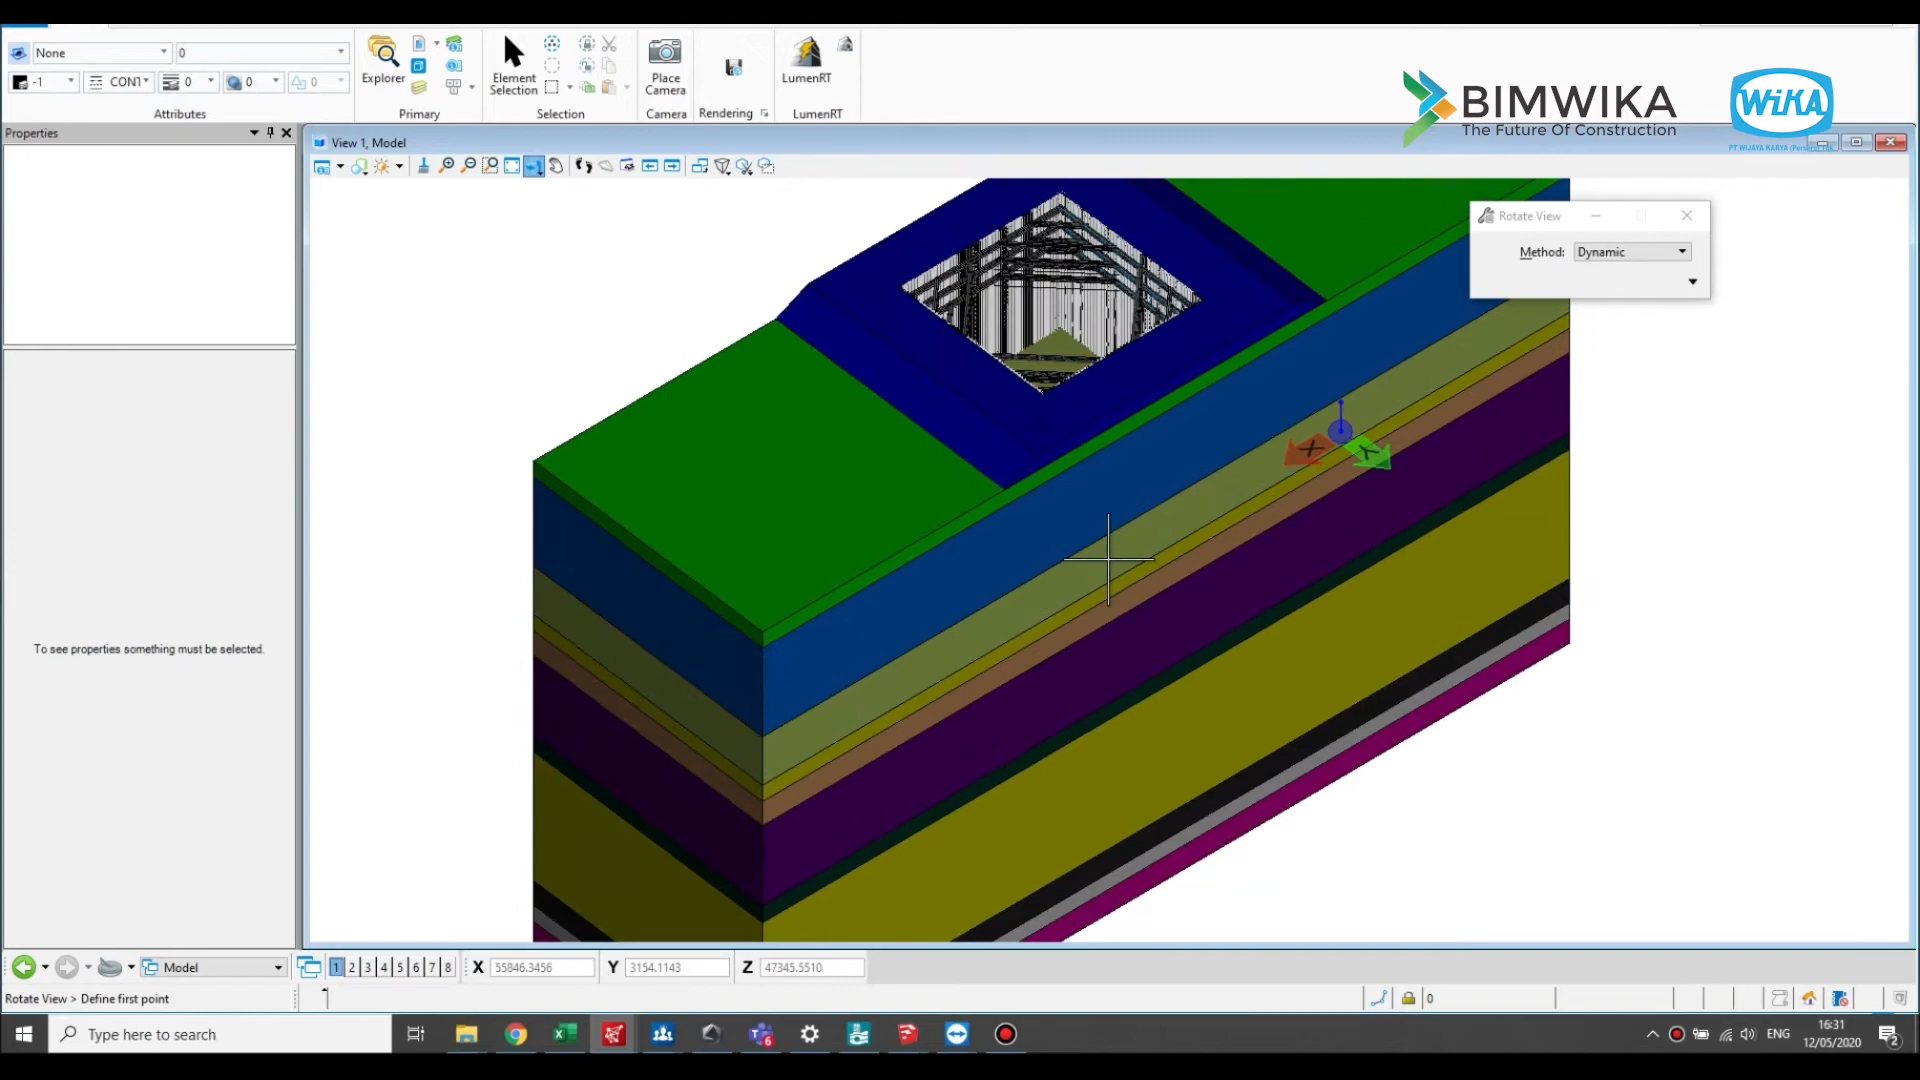 None
0
-1
CONT
0
0
0
Attributes
Explorer
Primary
Element
Selection
Selection
Place
Camera
Camera
Rendering
LumenRT
LumenRT
BIMWIKA
The Future Of Construction
WiKA
Properties
View 1, Model
Rotate View
Method: Dynamic
X
Y
To see properties something must be selected.
Model
1 2 3 4 5 6 7 8
X 55846.3456
Y 3154.1143
Z 47345.5510
Rotate View > Define first point
0
Type here to search
6
ENG
16:31
12/05/2020
2